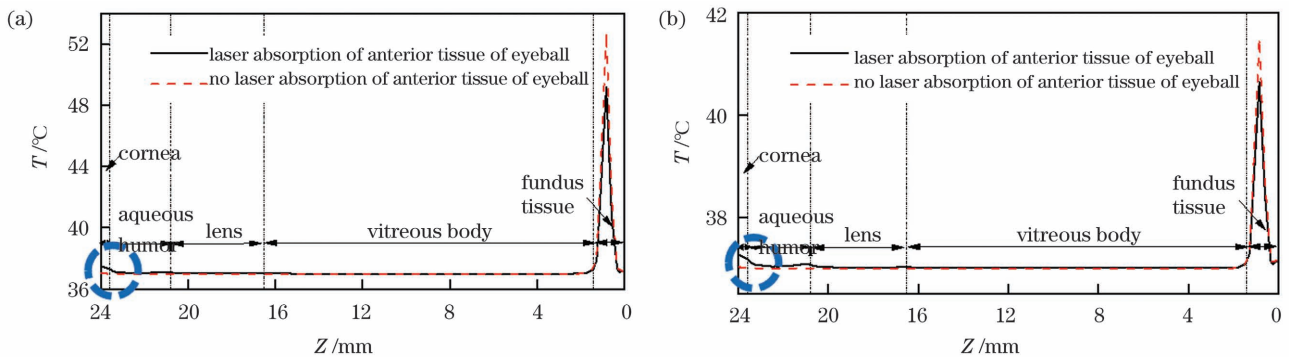 (a)
52
laser absorption of anterior tissue of eyeball
no laser absorption of anterior tissue of eyeball
48
T /℃
44
cornea
fundus
tissue
aqueous
humor
lens
vitreous body
39
36
24
20
16
12
8
4
0
Z /mm
(b)
42
laser absorption of anterior tissue of eyeball
no laser absorption of anterior tissue of eyeball
40
T /℃
cornea
fundus
tissue
37
aqueous
humor
lens
vitreous body
24
20
16
12
8
4
0
Z /mm